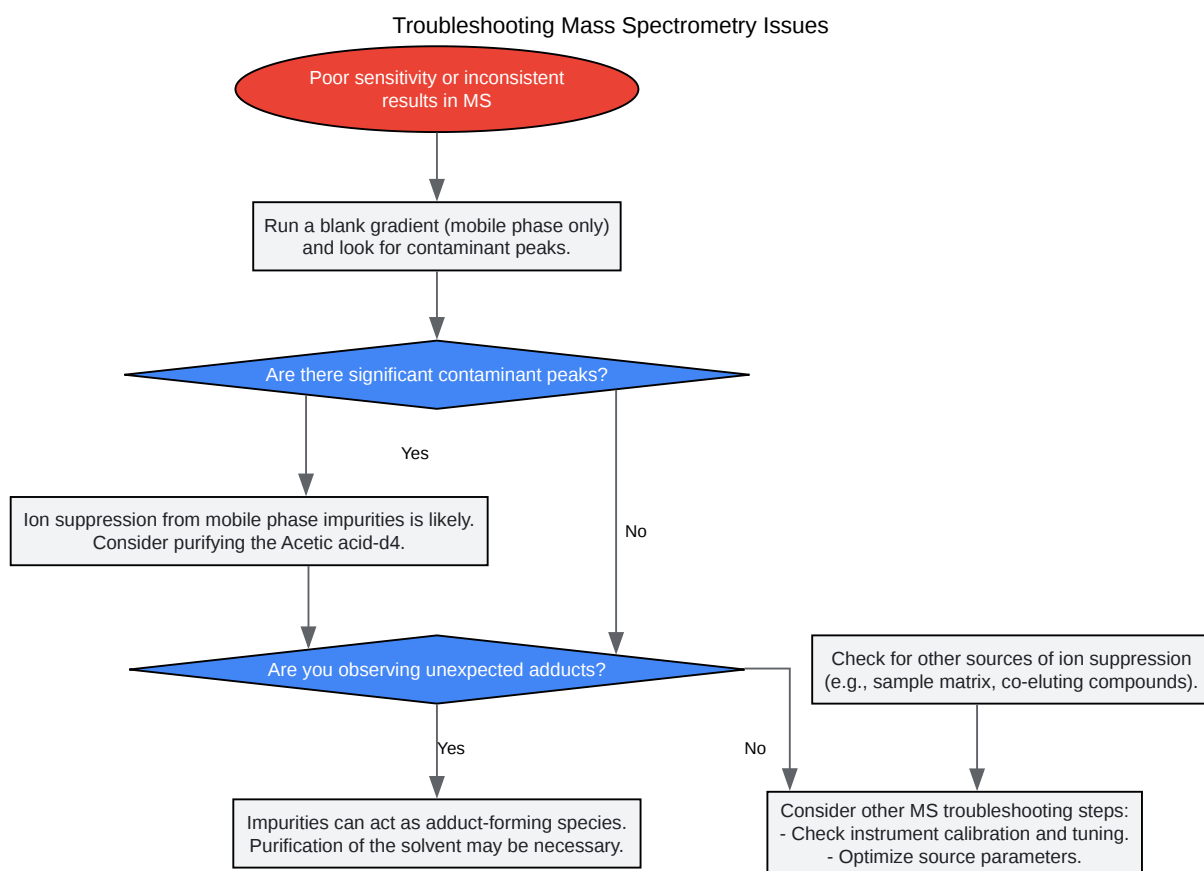 Troubleshooting Mass Spectrometry Issues
Poor sensitivity or inconsistent
results in MS
Run a blank gradient (mobile phase only)
and look for contaminant peaks.
Are there significant contaminant peaks?
Yes
Ion suppression from mobile phase impurities is likely.
Consider purifying the Acetic acid-d4.
No
Are you observing unexpected adducts?
Check for other sources of ion suppression
(e.g., sample matrix, co-eluting compounds).
Yes
No
Impurities can act as adduct-forming species.
Purification of the solvent may be necessary.
Consider other MS troubleshooting steps:
- Check instrument calibration and tuning.
- Optimize source parameters.